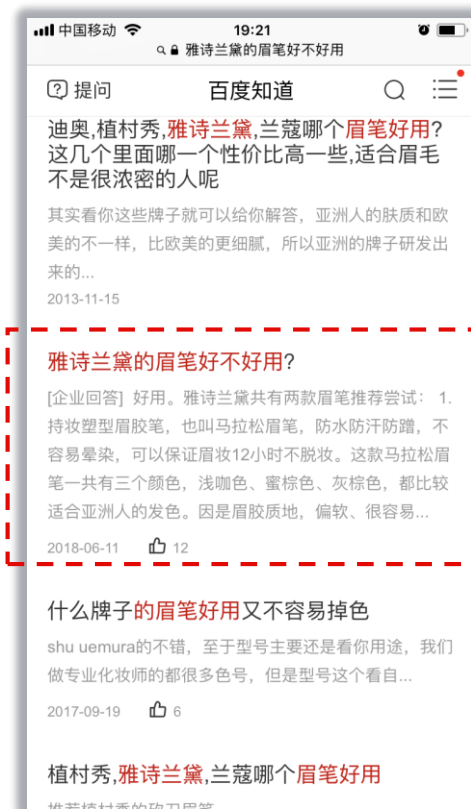 中国移动 19:21
雅诗兰黛的眉笔好不好用
提问 百度知道
迪奥,植村秀,雅诗兰黛,兰蔻哪个眉笔好用?
这几个里面哪一个性价比高一些,适合眉毛
不是很浓密的人呢
其实看你这些牌子就可以给你解答，亚洲人的肤质和欧
美的不一样，比欧美的更细腻，所以亚洲的牌子研发出
来的...
2013-11-15
雅诗兰黛的眉笔好不好用?
[企业回答] 好用。雅诗兰黛共有两款眉笔推荐尝试： 1.
持妆塑型眉胶笔，也叫马拉松眉笔，防水防汗防蹭，不
容易晕染，可以保证眉妆12小时不脱妆。这款马拉松眉
笔一共有三个颜色，浅咖色、蜜棕色、灰棕色，都比较
适合亚洲人的发色。因是眉胶质地，偏软、很容易...
2018-06-11 12
什么牌子的眉笔好用又不容易掉色
shu uemura的不错，至于型号主要还是看你用途，我们
做专业化妆师的都很多色号，但是型号这个看自...
2017-09-19 6
植村秀,雅诗兰黛,兰蔻哪个眉笔好用
推荐植村秀的砍刀眉笔